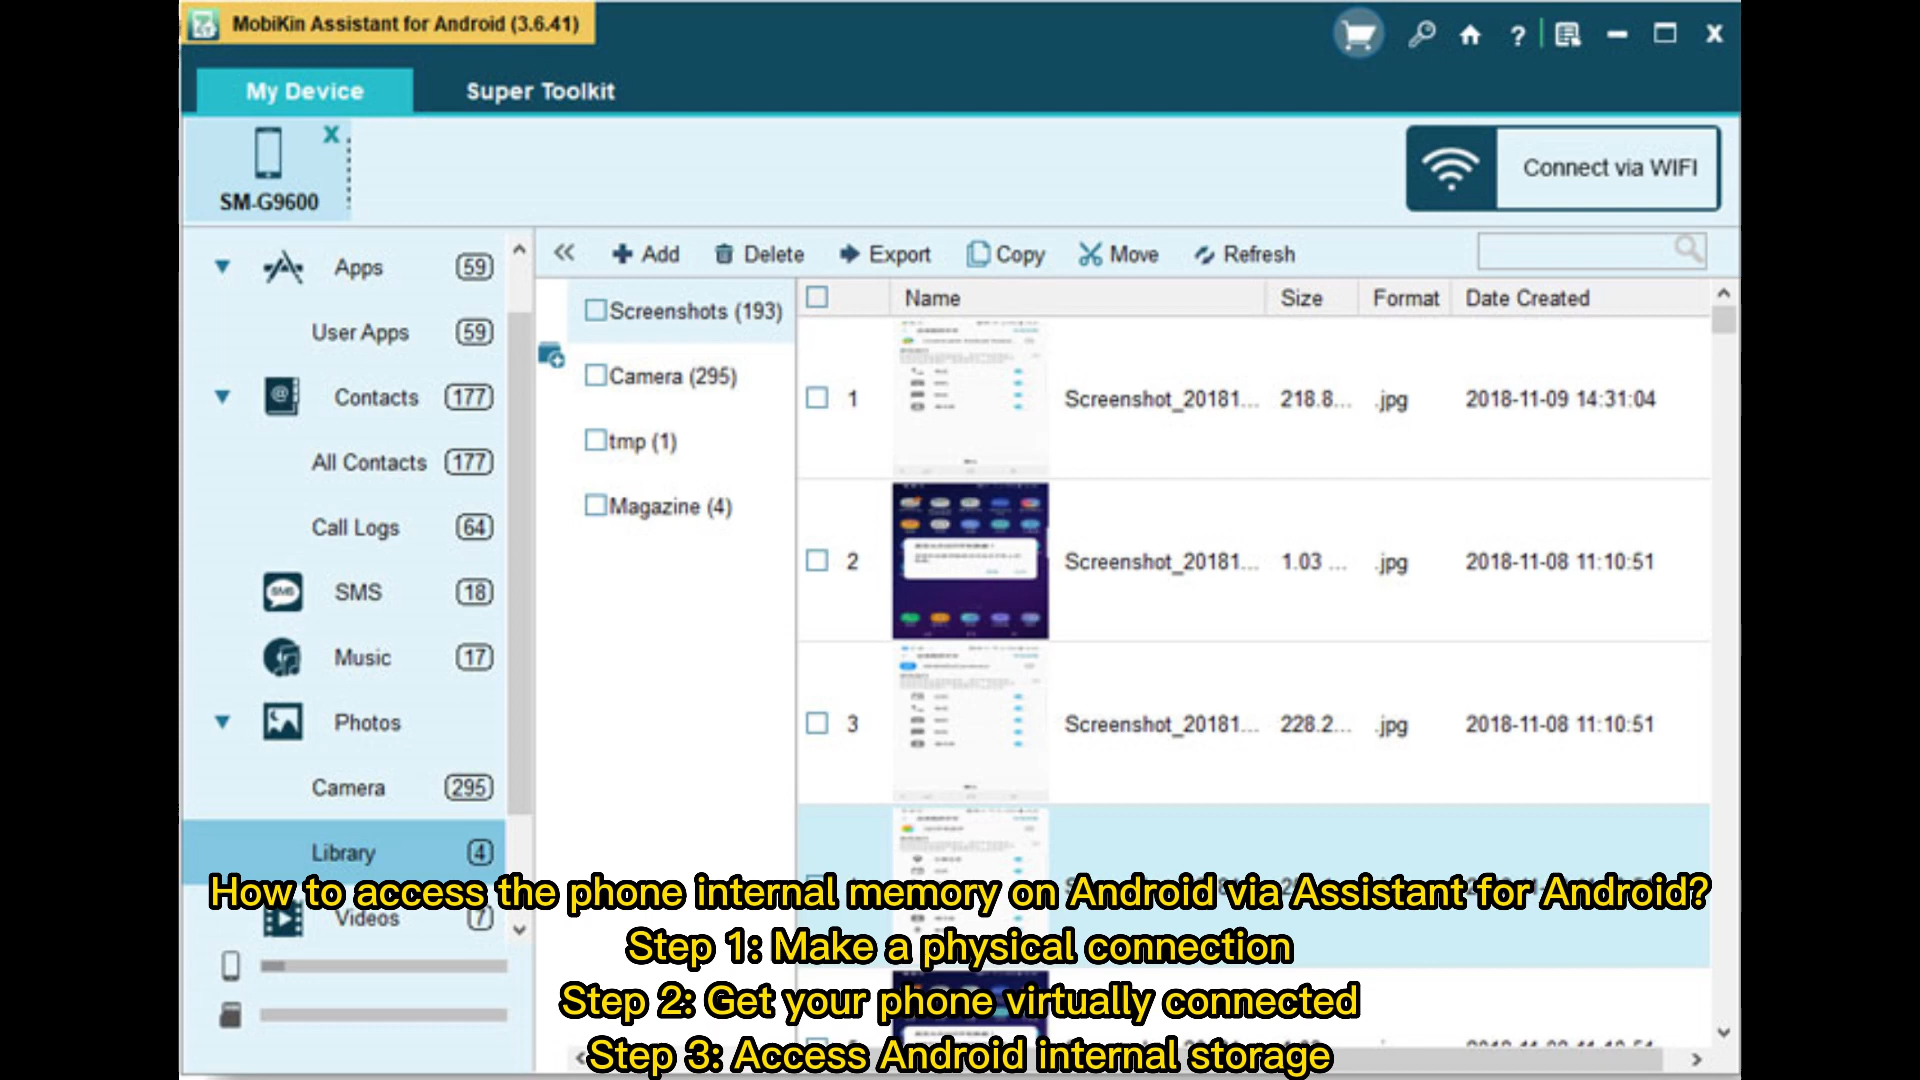 MobiKin Assistant for Android (3.6.41)
?
My Device
Super Toolkit
SM-G9600
X
Connect via WIFI
Apps 59
User Apps 59
Contacts 177
All Contacts 177
Call Logs 64
SMS 18
Music 17
Photos
Camera 295
Library 4
Videos 7
Add Delete Export Copy Move Refresh
Screenshots (193)
Camera (295)
tmp (1)
Magazine (4)
Name Size Format Date Created
1 Screenshot_20181... 218.8... .jpg 2018-11-09 14:31:04
2 Screenshot_20181... 1.03 ... .jpg 2018-11-08 11:10:51
3 Screenshot_20181... 228.2... .jpg 2018-11-08 11:10:51
How to access the phone internal memory on Android via Assistant for Android?
Step 1: Make a physical connection
Step 2: Get your phone virtually connected
Step 3: Access Android internal storage